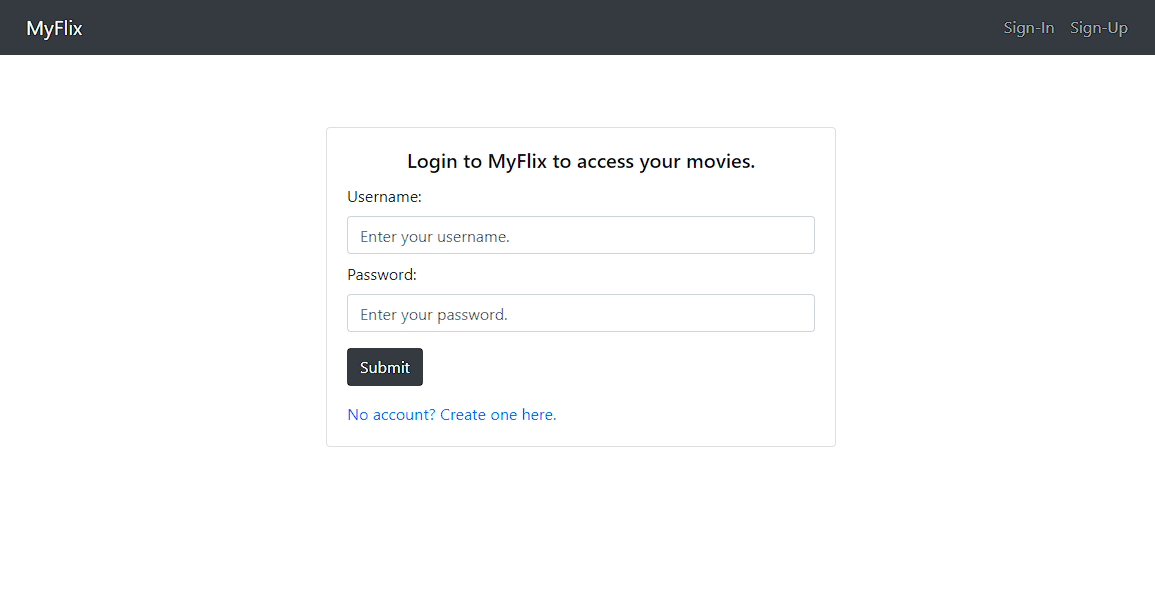 MyFlix
Sign-In Sign-Up
Login to MyFlix to access your movies.
Username:
Enter your username.
Password:
Enter your password.
Submit
No account? Create one here.